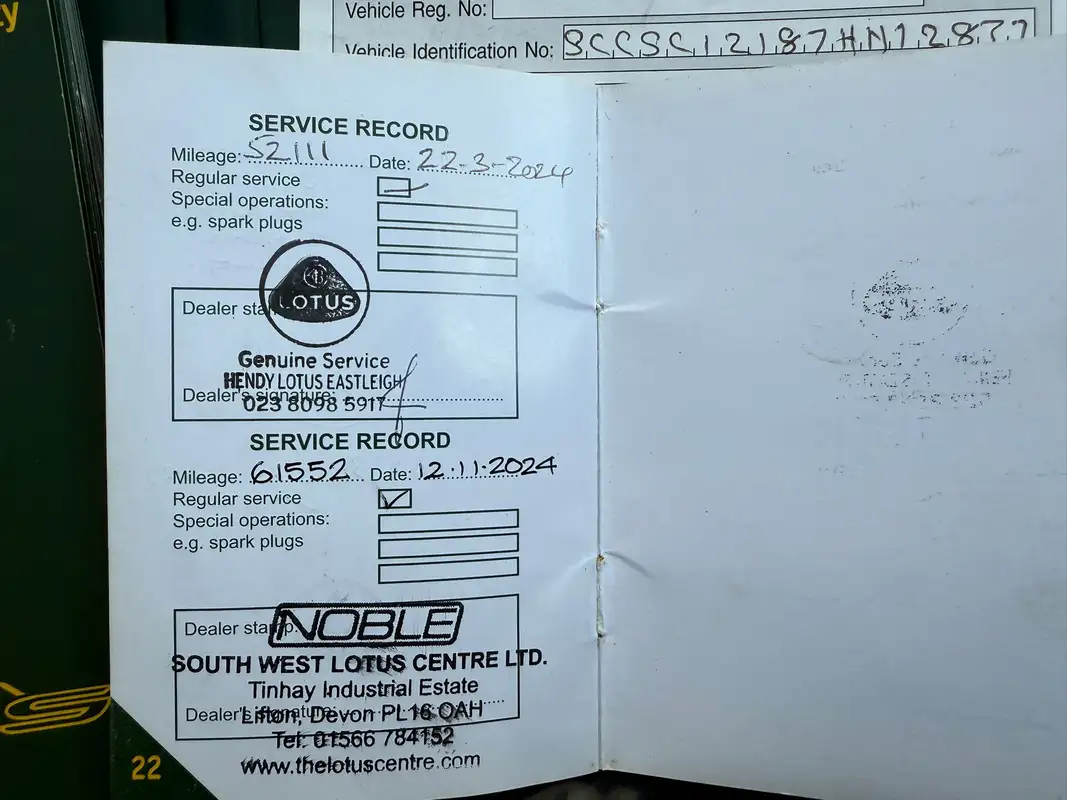 ty
Vehicle Reg. No:
Vehicle Identification No: SCCSC12187HN12877
SERVICE RECORD
Mileage: 52111 Date: 22-3-2024
Regular service
Special operations:
e.g. spark plugs
LOTUS
Dealer sta
Genuine Service
HENDY LOTUS EASTLEIGH
Dealer's signature:
023 8098 5917
SERVICE RECORD
Mileage: 61552 Date: 12.11.2024
Regular service
Special operations:
e.g. spark plugs
NOBLE
Dealer stamp:
SOUTH WEST LOTUS CENTRE LTD.
Tinhay Industrial Estate
Dealer's signature:
Lifton, Devon PL16 OAH
Tel: 01566 784152
www.thelotuscentre.com
22